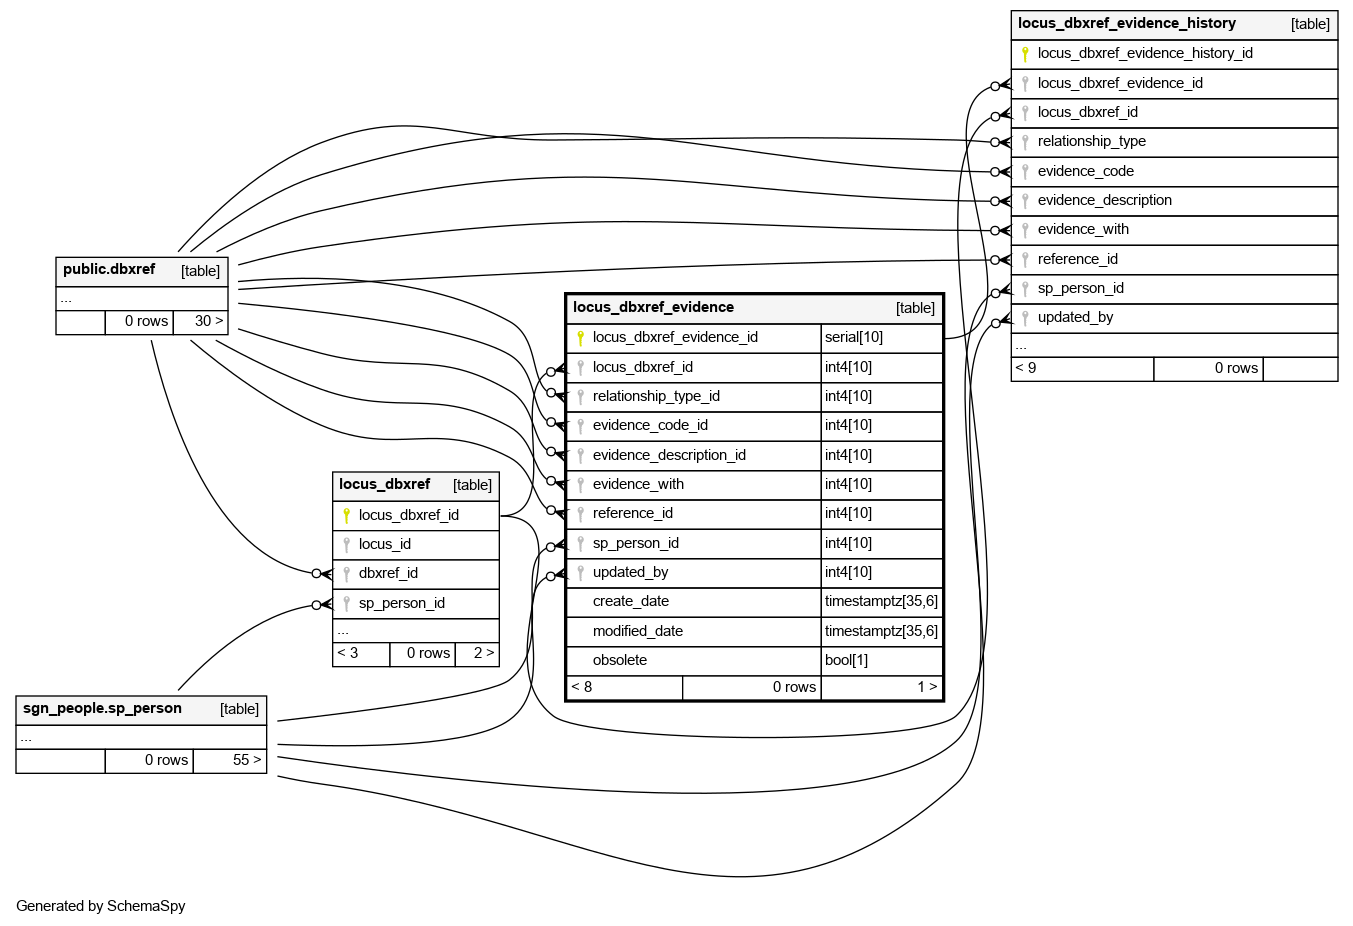 locus_dbxref_evidence_history [table]
locus_dbxref_evidence_history_id
locus_dbxref_evidence_id
locus_dbxref_id
relationship_type
evidence_code
evidence_description
evidence_with
reference_id
sp_person_id
updated_by
...
< 9 0 rows
public.dbxref [table]
...
0 rows 30 >
locus_dbxref_evidence [table]
locus_dbxref_evidence_id serial[10]
locus_dbxref_id int4[10]
relationship_type_id int4[10]
evidence_code_id int4[10]
evidence_description_id int4[10]
evidence_with int4[10]
reference_id int4[10]
sp_person_id int4[10]
updated_by int4[10]
create_date timestamptz[35,6]
modified_date timestamptz[35,6]
obsolete bool[1]
< 8 0 rows 1 >
locus_dbxref [table]
locus_dbxref_id
locus_id
dbxref_id
sp_person_id
...
< 3 0 rows 2 >
sgn_people.sp_person [table]
...
0 rows 55 >
Generated by SchemaSpy